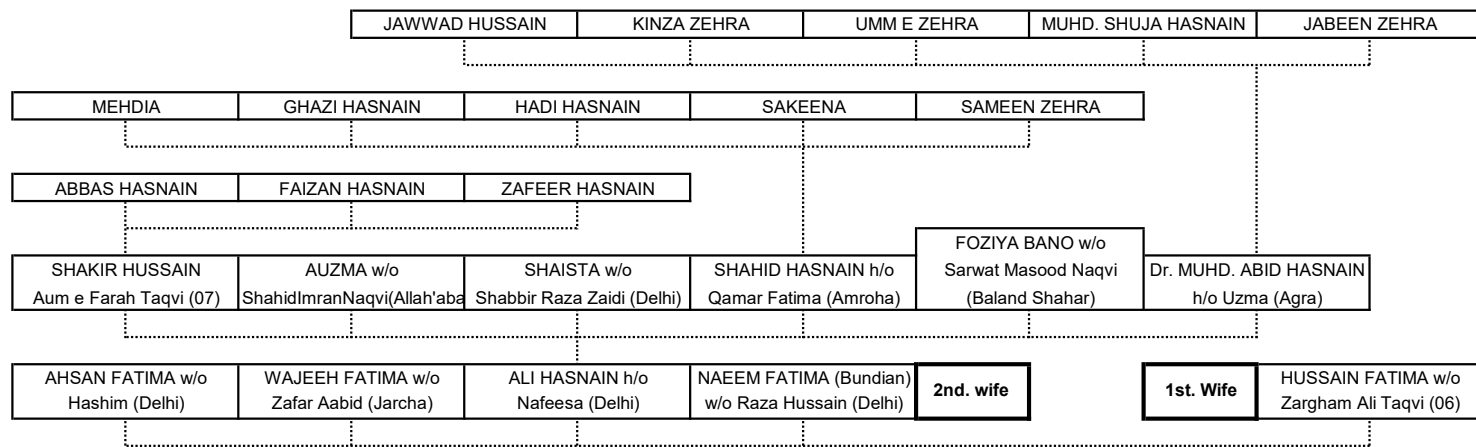 JAWWAD HUSSAIN
KINZA ZEHRA
UMM E ZEHRA
MUHD. SHUJA HASNAIN
JABEEN ZEHRA
MEHDIA
GHAZI HASNAIN
HADI HASNAIN
SAKEENA
SAMEEN ZEHRA
ABBAS HASNAIN
FAIZAN HASNAIN
ZAFEER HASNAIN
SHAKIR HUSSAIN
Aum e Farah Taqvi (07)
AUZMA w/o
ShahidImranNaqvi(Allah'aba
SHAISTA w/o
Shabbir Raza Zaidi (Delhi)
SHAHID HASNAIN h/o
Qamar Fatima (Amroha)
FOZIYA BANO w/o
Sarwat Masood Naqvi
(Baland Shahar)
Dr. MUHD. ABID HASNAIN
h/o Uzma (Agra)
AHSAN FATIMA w/o
Hashim (Delhi)
WAJEEH FATIMA w/o
Zafar Aabid (Jarcha)
ALI HASNAIN h/o
Nafeesa (Delhi)
NAEEM FATIMA (Bundian)
w/o Raza Hussain (Delhi)
2nd. wife
1st. Wife
HUSSAIN FATIMA w/o
Zargham Ali Taqvi (06)